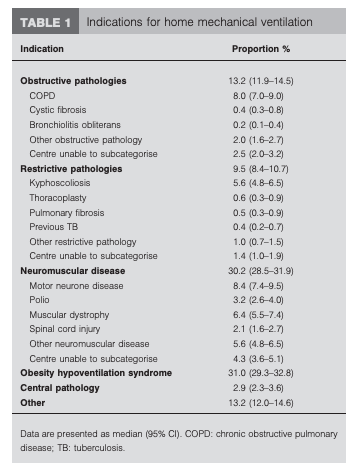 TABLE 1 Indications for home mechanical ventilation
Indication Proportion %
Obstructive pathologies 13.2 (11.9–14.5)
COPD 8.0 (7.0–9.0)
Cystic fibrosis 0.4 (0.3–0.8)
Bronchiolitis obliterans 0.2 (0.1–0.4)
Other obstructive pathology 2.0 (1.6–2.7)
Centre unable to subcategorise 2.5 (2.0–3.2)
Restrictive pathologies 9.5 (8.4–10.7)
Kyphoscoliosis 5.6 (4.8–6.5)
Thoracoplasty 0.6 (0.3–0.9)
Pulmonary fibrosis 0.5 (0.3–0.9)
Previous TB 0.4 (0.2–0.7)
Other restrictive pathology 1.0 (0.7–1.5)
Centre unable to subcategorise 1.4 (1.0–1.9)
Neuromuscular disease 30.2 (28.5–31.9)
Motor neurone disease 8.4 (7.4–9.5)
Polio 3.2 (2.6–4.0)
Muscular dystrophy 6.4 (5.5–7.4)
Spinal cord injury 2.1 (1.6–2.7)
Other neuromuscular disease 5.6 (4.8–6.5)
Centre unable to subcategorise 4.3 (3.6–5.1)
Obesity hypoventilation syndrome 31.0 (29.3–32.8)
Central pathology 2.9 (2.3–3.6)
Other 13.2 (12.0–14.6)
Data are presented as median (95% CI). COPD: chronic obstructive pulmonary
disease; TB: tuberculosis.